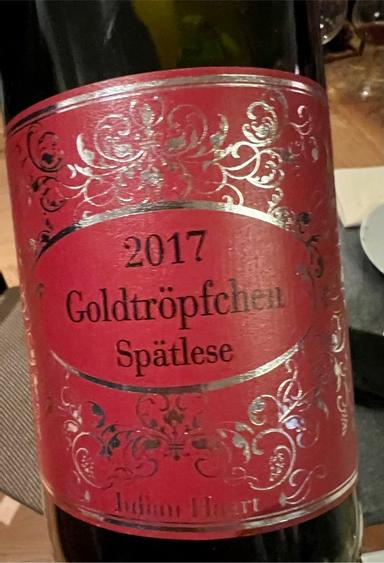 2017
Goldtröpfchen
Spätlese
Julian Haart